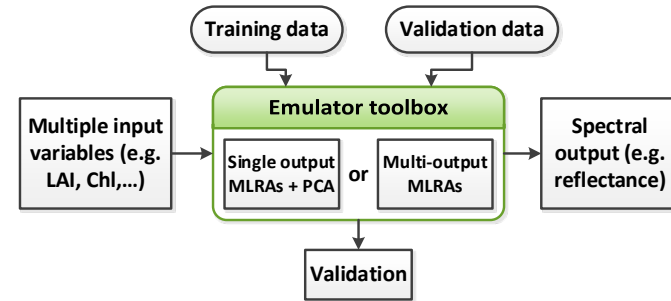 Training data
Validation data
Emulator toolbox
Multiple input
variables (e.g.
LAI, Chl,...)
Single output
MLRAs + PCA
or
Multi-output
MLRAs
Spectral
output (e.g.
reflectance)
Validation